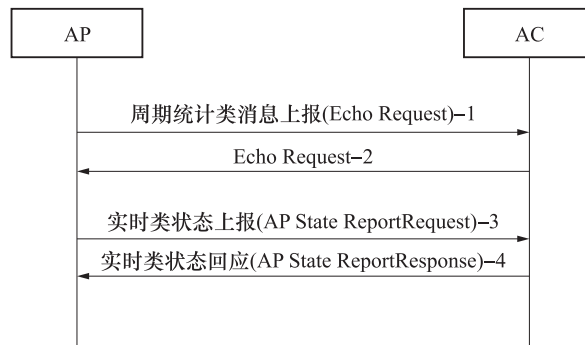 AP
AC
周期统计类消息上报(Echo Request)–1
Echo Request–2
实时类状态上报(AP State ReportRequest)–3
实时类状态回应(AP State ReportResponse)–4